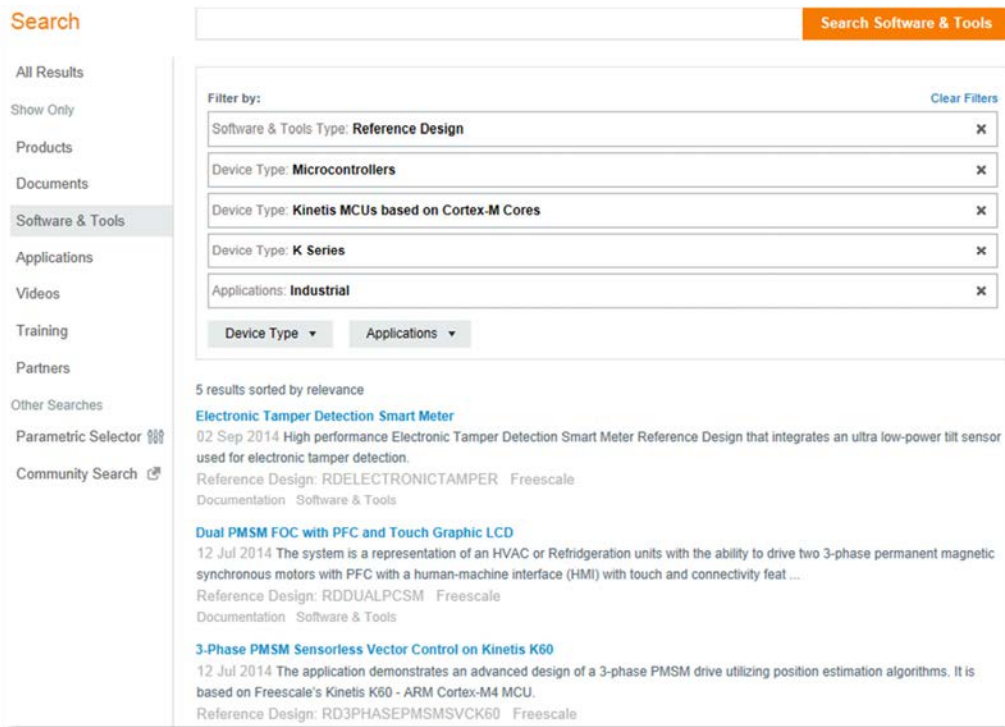 Search
Search Software & Tools
All Results
Show Only
Products
Documents
Software & Tools
Applications
Videos
Training
Partners
Other Searches
Parametric Selector
Community Search
Filter by:
Clear Filters
Software & Tools Type: Reference Design
Device Type: Microcontrollers
Device Type: Kinetis MCUs based on Cortex-M Cores
Device Type: K Series
Applications: Industrial
Device Type
Applications
5 results sorted by relevance
Electronic Tamper Detection Smart Meter
02 Sep 2014 High performance Electronic Tamper Detection Smart Meter Reference Design that integrates an ultra low-power tilt sensor
used for electronic tamper detection.
Reference Design: RDELECTRONICTAMPER Freescale
Documentation Software & Tools
Dual PMSM FOC with PFC and Touch Graphic LCD
12 Jul 2014 The system is a representation of an HVAC or Refridgeration units with the ability to drive two 3-phase permanent magnetic
synchronous motors with PFC with a human-machine interface (HMI) with touch and connectivity feat ...
Reference Design: RDDUALPCSM Freescale
Documentation Software & Tools
3-Phase PMSM Sensorless Vector Control on Kinetis K60
12 Jul 2014 The application demonstrates an advanced design of a 3-phase PMSM drive utilizing position estimation algorithms. It is
based on Freescale's Kinetis K60 - ARM Cortex-M4 MCU.
Reference Design: RD3PHASEPMSMSVCK60 Freescale